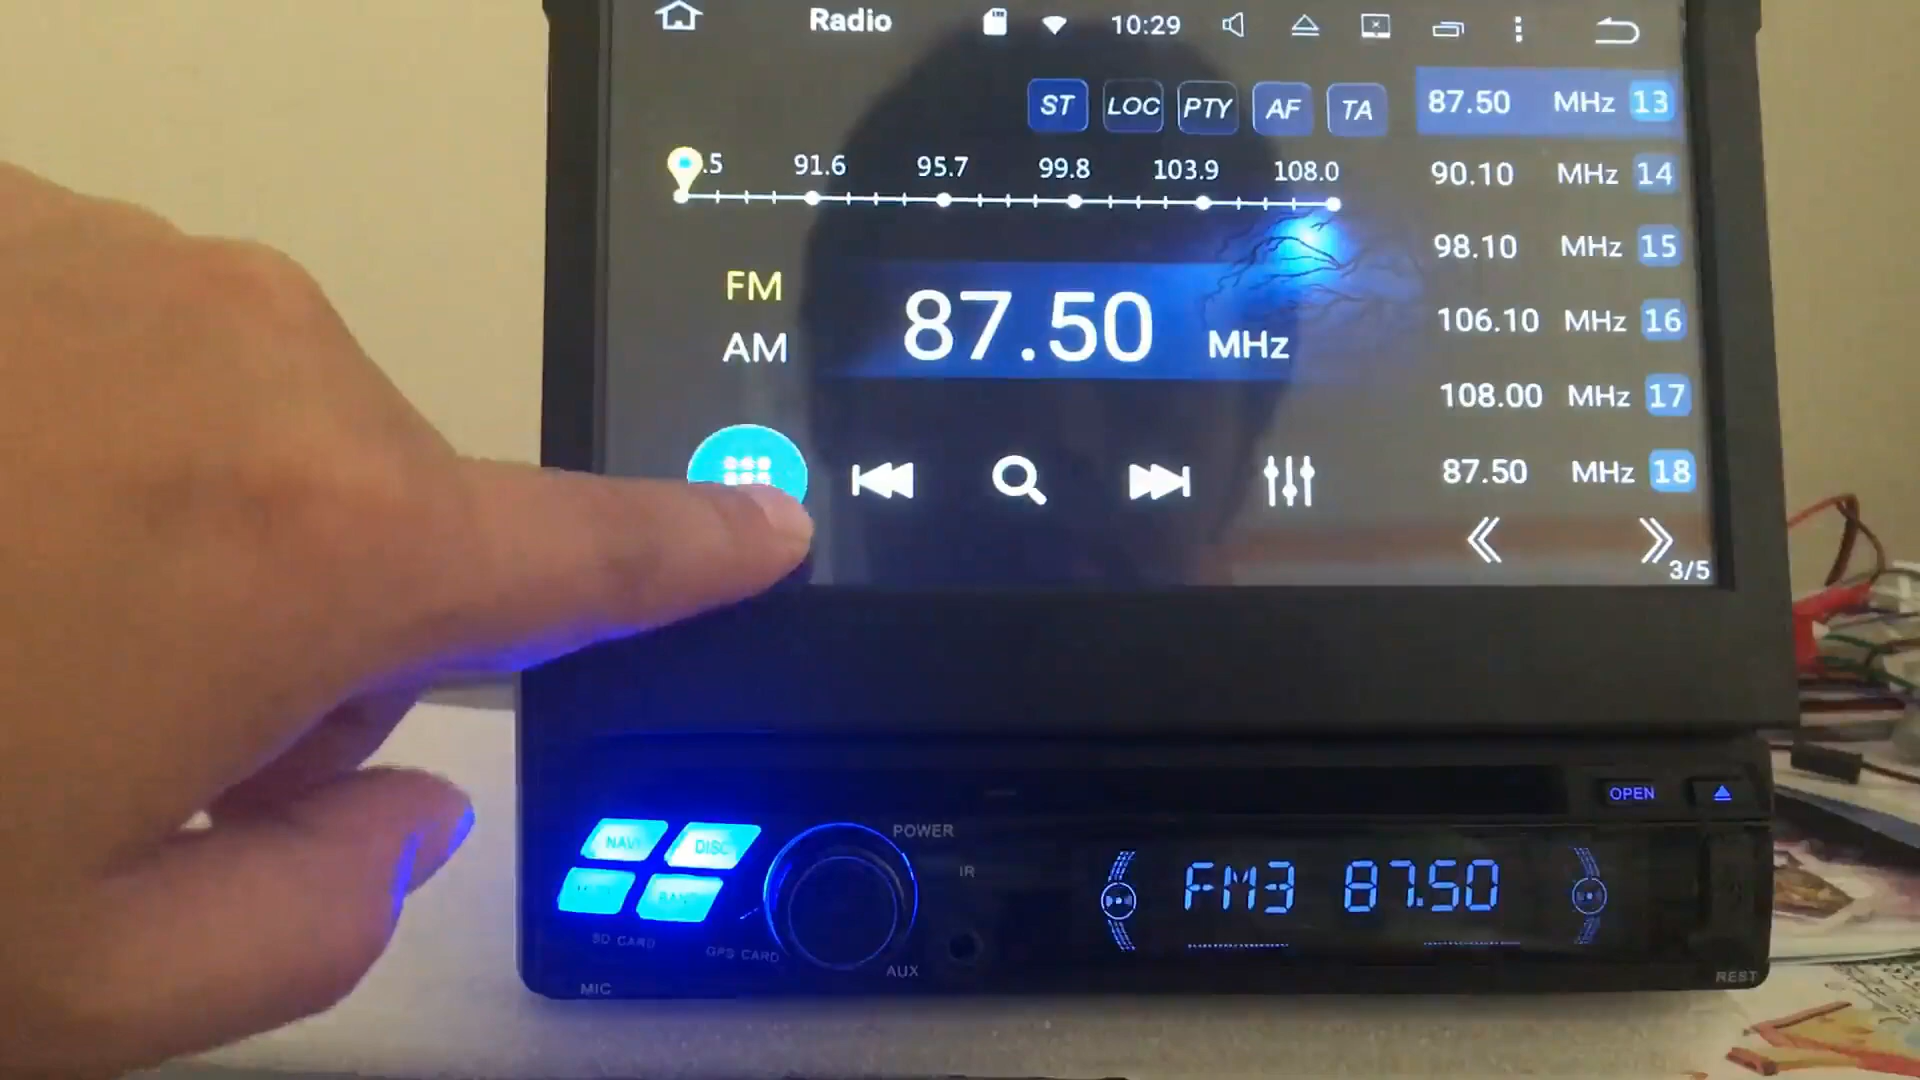 Radio 10:29
ST LOC PTY AF TA
.5 91.6 95.7 99.8 103.9 108.0
FM
AM
87.50 MHz
87.50 MHz 13
90.10 MHz 14
98.10 MHz 15
106.10 MHz 16
108.00 MHz 17
87.50 MHz 18
3/5
OPEN
NAVI DISC
BAND
POWER
IR
FM3 87.50
SD CARD
GPS CARD
AUX
MIC
REST